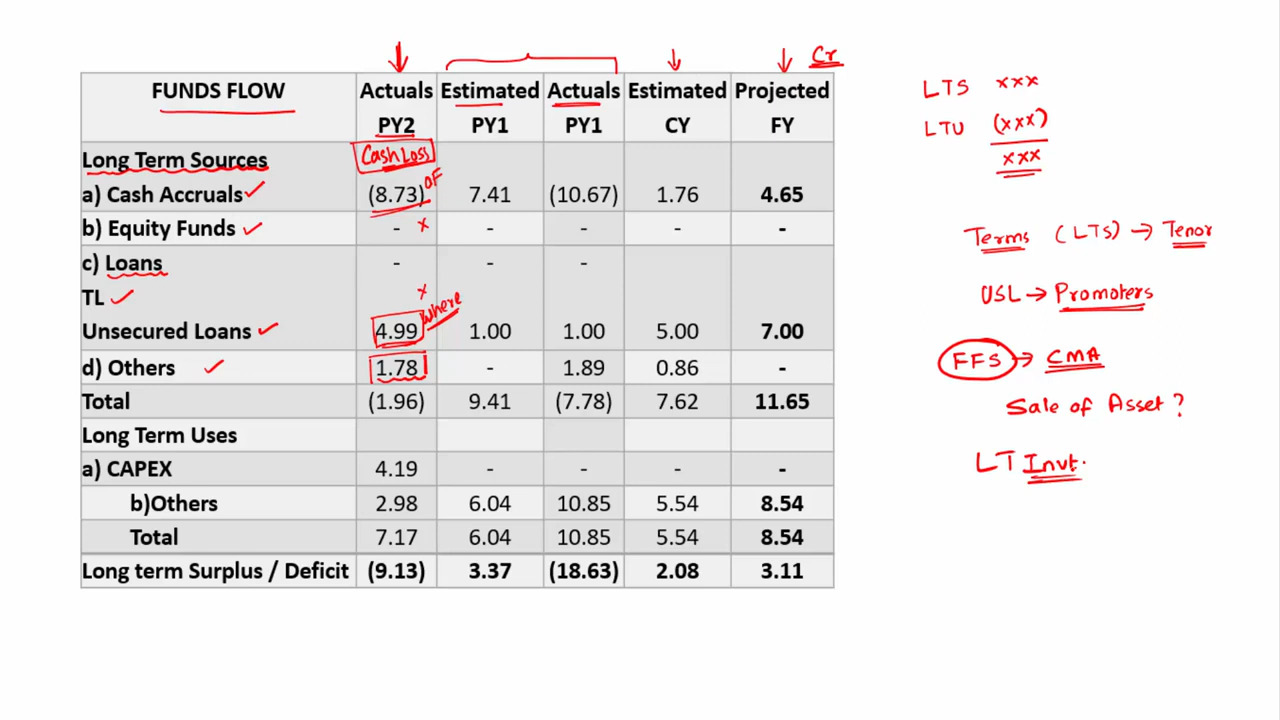 Cr
FUNDS FLOW Actuals PY2 Estimated PY1 Actuals PY1 Estimated CY Projected FY
Long Term Sources Cash Loss
a) Cash Accruals (8.73) OF 7.41 (10.67) 1.76 4.65
b) Equity Funds - x - - - -
c) Loans - - -
TL x
Unsecured Loans 4.99 where 1.00 1.00 5.00 7.00
d) Others 1.78 - 1.89 0.86 -
Total (1.96) 9.41 (7.78) 7.62 11.65
Long Term Uses
a) CAPEX 4.19 - - - -
b)Others 2.98 6.04 10.85 5.54 8.54
Total 7.17 6.04 10.85 5.54 8.54
Long term Surplus / Deficit (9.13) 3.37 (18.63) 2.08 3.11
LTS xxx
LTU (xxx)
xxx
Terms (LTS) → Tenor
USL → Promoters
FFS → CMA
Sale of Asset ?
LT Invt.